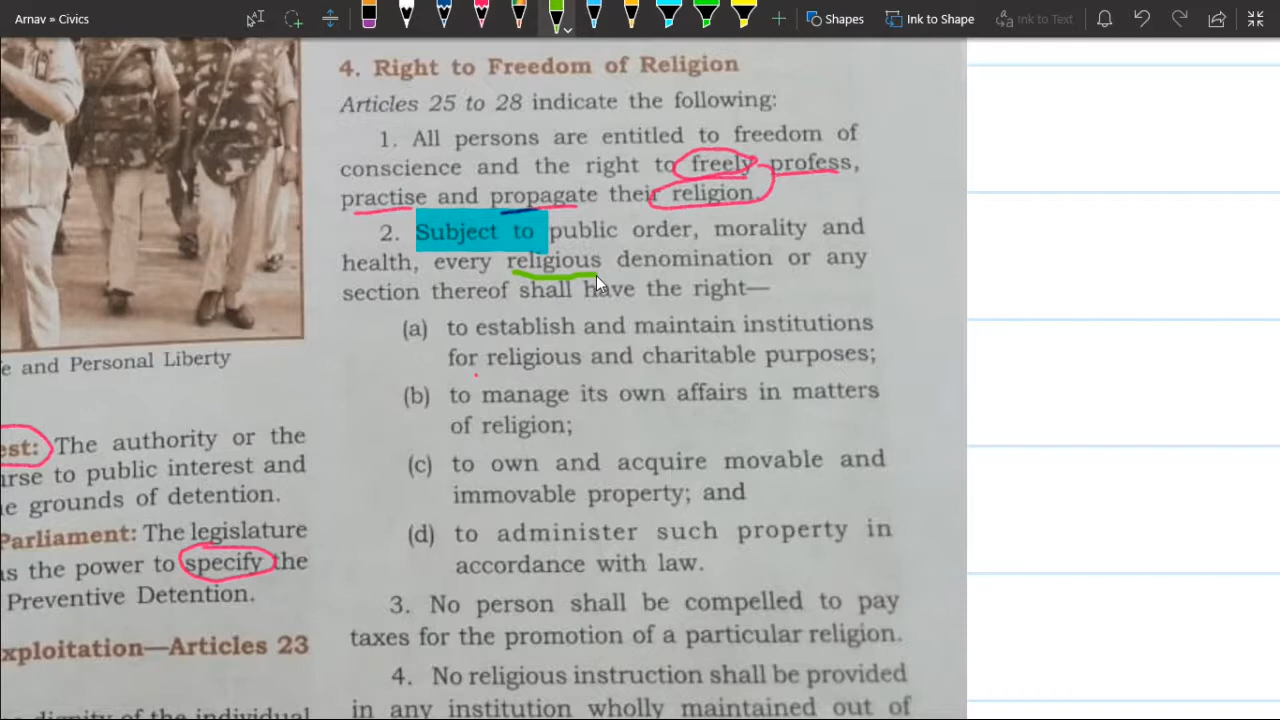 Arnav » Civics
Shapes
Ink to Shape
Ink to Text
4. Right to Freedom of Religion
Articles 25 to 28 indicate the following:
1. All persons are entitled to freedom of
conscience and the right to freely profess,
practise and propagate their religion.
2. Subject to public order, morality and
health, every religious denomination or any
section thereof shall have the right—
(a) to establish and maintain institutions
for religious and charitable purposes;
(b) to manage its own affairs in matters
of religion;
(c) to own and acquire movable and
immovable property; and
(d) to administer such property in
accordance with law.
3. No person shall be compelled to pay
taxes for the promotion of a particular religion.
4. No religious instruction shall be provided
in any institution wholly maintained out of
e and Personal Liberty
est: The authority or the
urse to public interest and
e grounds of detention.
Parliament: The legislature
as the power to specify the
Preventive Detention.
xploitation—Articles 23
dignity of the individual